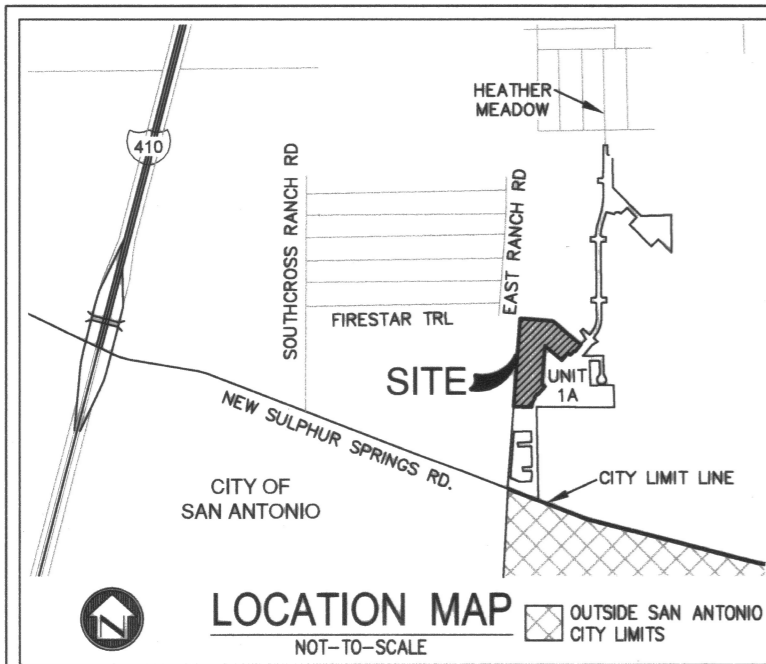 HEATHER
MEADOW
410
SOUTHCROSS RANCH RD
EAST RANCH RD
FIRESTAR TRL
SITE
UNIT
1A
NEW SULPHUR SPRINGS RD.
CITY LIMIT LINE
CITY OF
SAN ANTONIO
N
LOCATION MAP
NOT-TO-SCALE
OUTSIDE SAN ANTONIO
CITY LIMITS